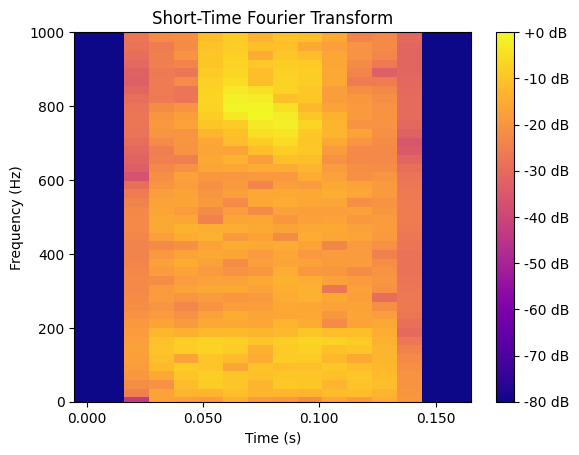 Short-Time Fourier Transform
1000
800
600
400
200
0
Frequency (Hz)
0.000
0.050
0.100
0.150
Time (s)
+0 dB
-10 dB
-20 dB
-30 dB
-40 dB
-50 dB
-60 dB
-70 dB
-80 dB